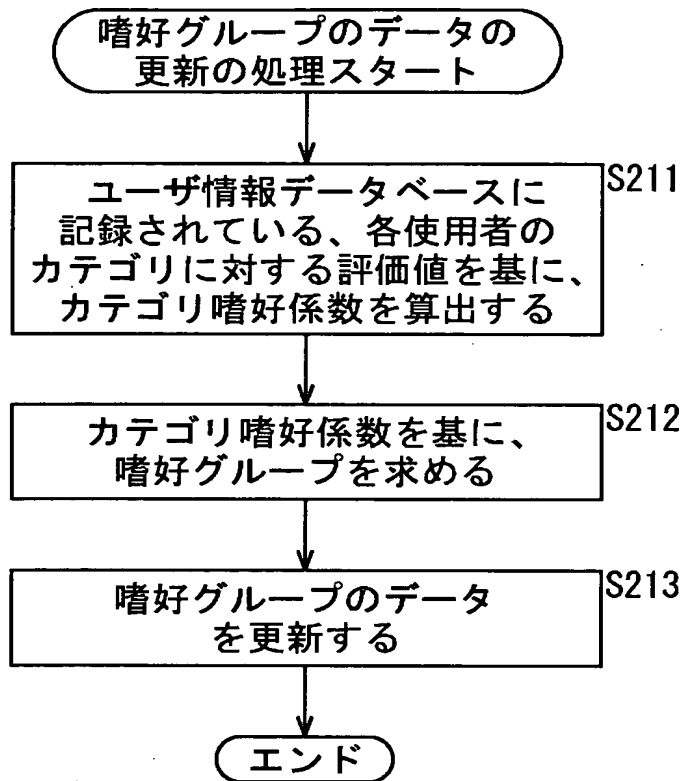 嗜好グループのデータの
更新の処理スタート
S211
ユーザ情報データベースに
記録されている、各使用者の
カテゴリに対する評価値を基に、
カテゴリ嗜好係数を算出する
S212
カテゴリ嗜好係数を基に、
嗜好グループを求める
S213
嗜好グループのデータ
を更新する
エンド